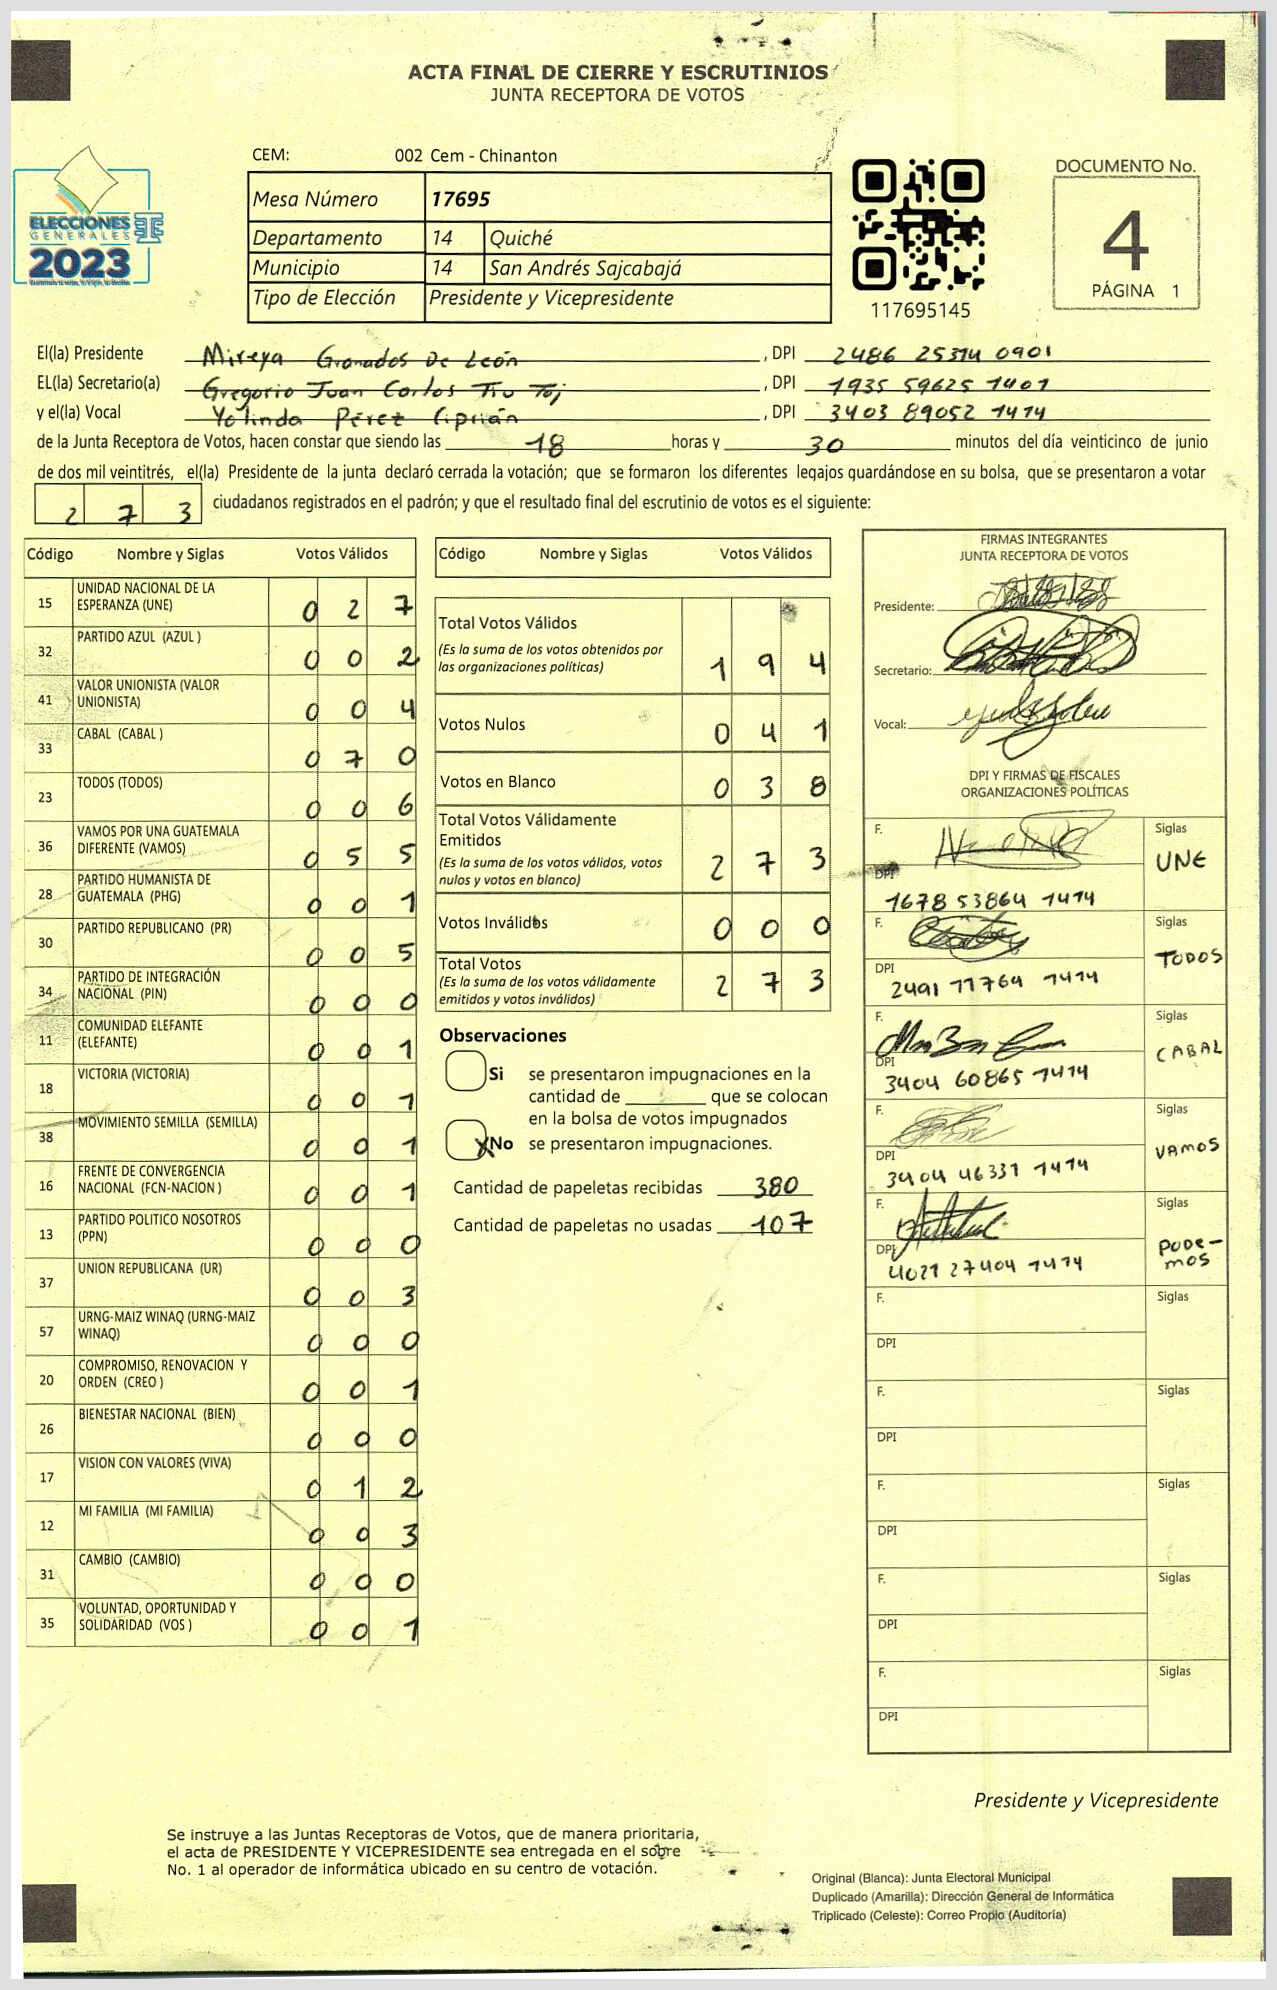 ACTA FINAL DE CIERRE Y ESCRUTINIOS
JUNTA RECEPTORA DE VOTOS
CEM: 002 Cem - Chinanton
ELECCIONES
GENERALES
2023
Mesa Número 17695
Departamento 14 Quiché
Municipio 14 San Andrés Sajcabajá
Tipo de Elección Presidente y Vicepresidente
117695145
DOCUMENTO No.
4
PÁGINA 1
El(la) Presidente Mireya Granados De León , DPI 2486 25314 0901
EL(la) Secretario(a) Gregorio Juan Carlos Tiu Toj , DPI 1935 59625 1401
y el(la) Vocal Yolinda Pérez Ciprián , DPI 3403 89052 1414
de la Junta Receptora de Votos, hacen constar que siendo las 18 horas y 30 minutos del día veinticinco de junio
de dos mil veintitrés, el(la) Presidente de la junta declaró cerrada la votación; que se formaron los diferentes legajos guardándose en su bolsa, que se presentaron a votar
2 7 3 ciudadanos registrados en el padrón; y que el resultado final del escrutinio de votos es el siguiente:
Código Nombre y Siglas Votos Válidos
15 UNIDAD NACIONAL DE LA
ESPERANZA (UNE) 0 2 7
32 PARTIDO AZUL (AZUL ) 0 0 2
41 VALOR UNIONISTA (VALOR
UNIONISTA) 0 0 4
33 CABAL (CABAL ) 0 7 0
23 TODOS (TODOS) 0 0 6
36 VAMOS POR UNA GUATEMALA
DIFERENTE (VAMOS) 0 5 5
28 PARTIDO HUMANISTA DE
GUATEMALA (PHG) 0 0 1
30 PARTIDO REPUBLICANO (PR) 0 0 5
34 PARTIDO DE INTEGRACIÓN
NACIONAL (PIN) 0 0 0
11 COMUNIDAD ELEFANTE
(ELEFANTE) 0 0 1
18 VICTORIA (VICTORIA) 0 0 1
38 MOVIMIENTO SEMILLA (SEMILLA) 0 0 1
16 FRENTE DE CONVERGENCIA
NACIONAL (FCN-NACION ) 0 0 1
13 PARTIDO POLITICO NOSOTROS
(PPN) 0 0 0
37 UNION REPUBLICANA (UR) 0 0 3
57 URNG-MAIZ WINAQ (URNG-MAIZ
WINAQ) 0 0 0
20 COMPROMISO, RENOVACION Y
ORDEN (CREO ) 0 0 1
26 BIENESTAR NACIONAL (BIEN) 0 0 0
17 VISION CON VALORES (VIVA) 0 1 2
12 MI FAMILIA (MI FAMILIA) 0 0 3
31 CAMBIO (CAMBIO) 0 0 0
35 VOLUNTAD, OPORTUNIDAD Y
SOLIDARIDAD (VOS ) 0 0 1
Código Nombre y Siglas Votos Válidos
Total Votos Válidos
(Es la suma de los votos obtenidos por
las organizaciones políticas) 1 9 4
Votos Nulos 0 4 1
Votos en Blanco 0 3 8
Total Votos Válidamente
Emitidos
(Es la suma de los votos válidos, votos
nulos y votos en blanco) 2 7 3
Votos Inválidos 0 0 0
Total Votos
(Es la suma de los votos válidamente
emitidos y votos inválidos) 2 7 3
Observaciones
Si se presentaron impugnaciones en la
cantidad de ________ que se colocan
en la bolsa de votos impugnados
X No se presentaron impugnaciones.
Cantidad de papeletas recibidas 380
Cantidad de papeletas no usadas 107
FIRMAS INTEGRANTES
JUNTA RECEPTORA DE VOTOS
Presidente:
Secretario:
Vocal:
DPI Y FIRMAS DE FISCALES
ORGANIZACIONES POLÍTICAS
F. Siglas
UNE
DPI
1678 53864 1414
F. Siglas
TODOS
DPI
2491 11764 1414
F. Siglas
CABAL
DPI
3404 60865 1414
F. Siglas
VAMOS
DPI
3404 46331 1414
F. Siglas
PODE-
MOS
DPI
4021 27404 1414
F. Siglas
DPI
F. Siglas
DPI
F. Siglas
DPI
F. Siglas
DPI
F. Siglas
DPI
Presidente y Vicepresidente
Se instruye a las Juntas Receptoras de Votos, que de manera prioritaria,
el acta de PRESIDENTE Y VICEPRESIDENTE sea entregada en el sobre
No. 1 al operador de informática ubicado en su centro de votación.
Original (Blanca): Junta Electoral Municipal
Duplicado (Amarilla): Dirección General de Informática
Triplicado (Celeste): Correo Propio (Auditoría)